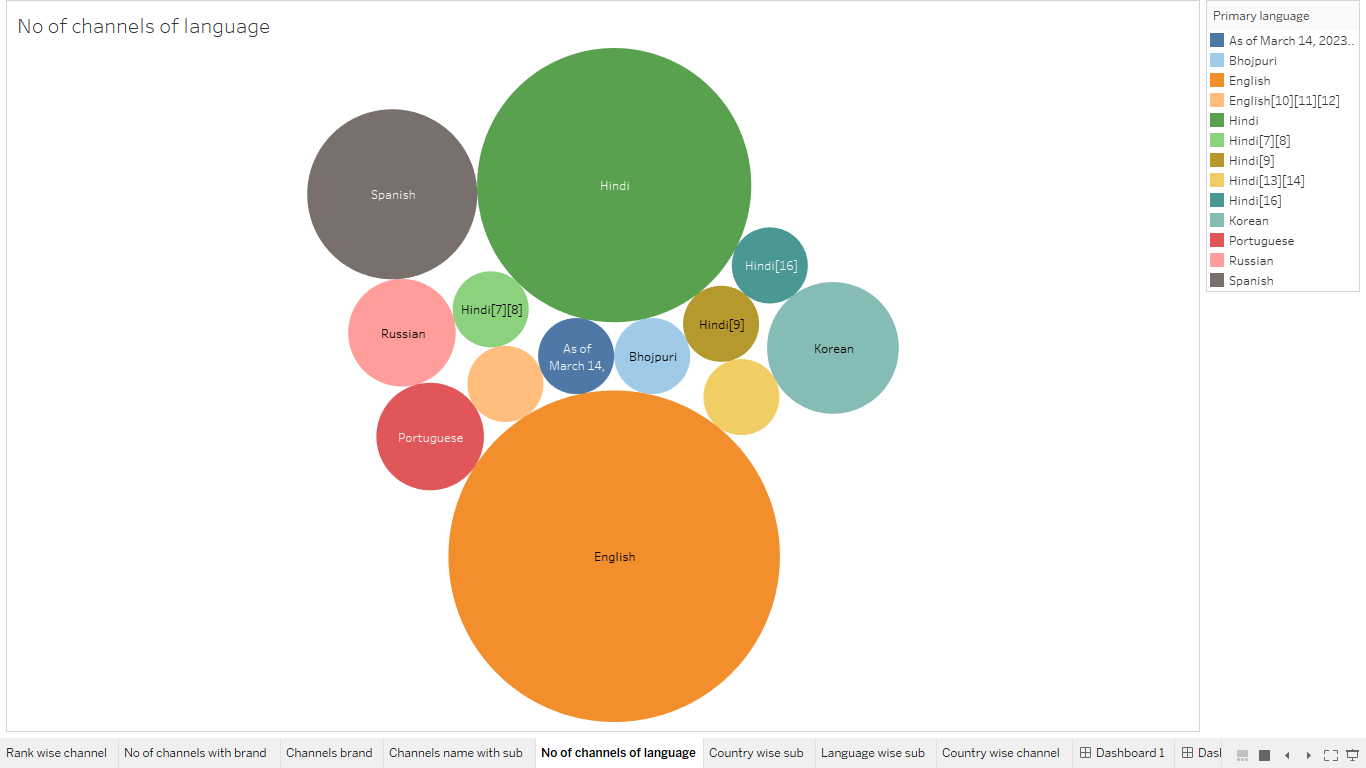 No of channels of language
Primary language
As of March 14, 2023..
Bhojpuri
English
English[10][11][12]
Hindi
Hindi[7][8]
Hindi[9]
Hindi[13][14]
Hindi[16]
Korean
Portuguese
Russian
Spanish
Hindi
Spanish
Hindi[16]
Hindi[7][8]
Hindi[9]
Russian
Korean
As of
March 14,
Bhojpuri
Portuguese
English
Rank wise channel
No of channels with brand
Channels brand
Channels name with sub
No of channels of language
Country wise sub
Language wise sub
Country wise channel
Dashboard 1